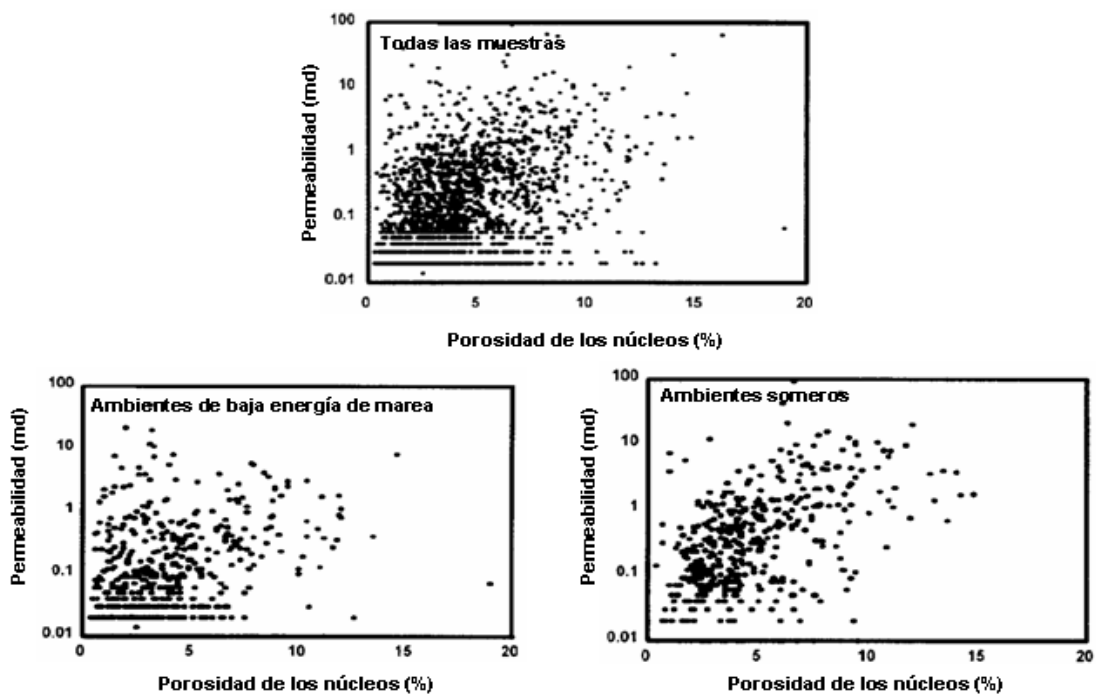 100
Todas las muestras
10
1
0.1
0.01
Permeabilidad (md)
0 5 10 15 20
Porosidad de los núcleos (%)
100
Ambientes de baja energía de marea
10
1
0.1
0.01
Permeabilidad (md)
0 5 10 15 20
Porosidad de los núcleos (%)
100
Ambientes someros
10
1
0.1
0.01
Permeabilidad (md)
0 5 10 15 20
Porosidad de los núcleos (%)